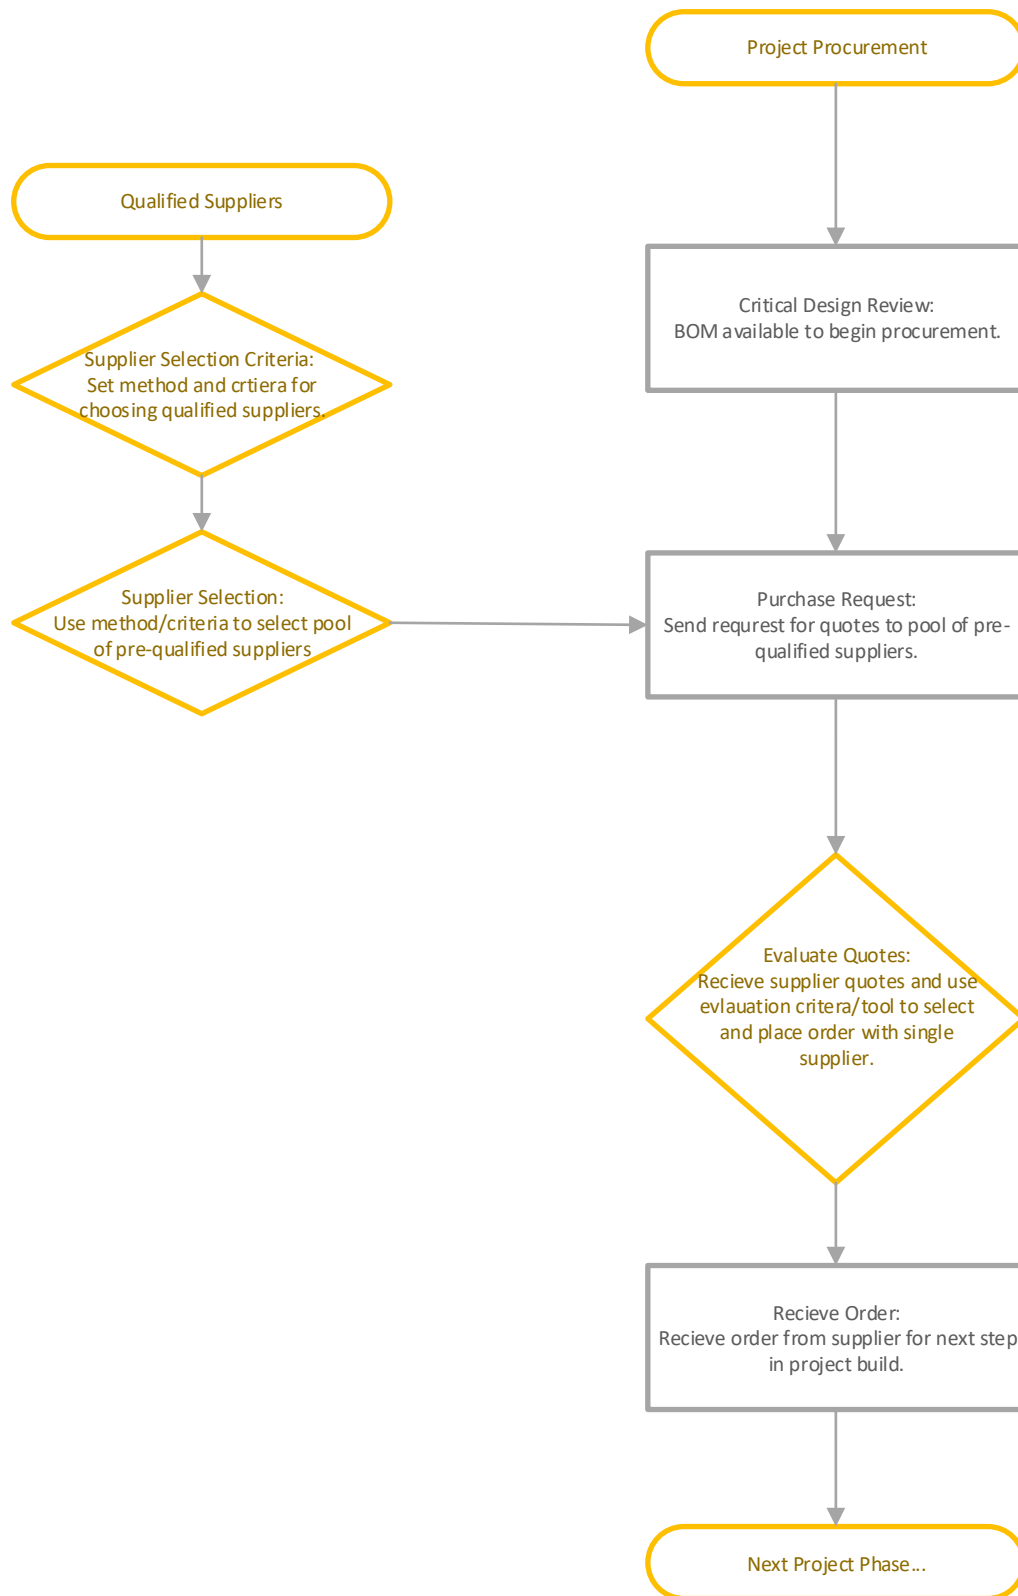 Project Procurement
Qualified Suppliers
Supplier Selection Criteria:
Set method and crtiera for
choosing qualified suppliers.
Supplier Selection:
Use method/criteria to select pool
of pre-qualified suppliers
Critical Design Review:
BOM available to begin procurement.
Purchase Request:
Send requrest for quotes to pool of pre-
qualified suppliers.
Evaluate Quotes:
Recieve supplier quotes and use
evlauation critera/tool to select
and place order with single
supplier.
Recieve Order:
Recieve order from supplier for next step
in project build.
Next Project Phase...